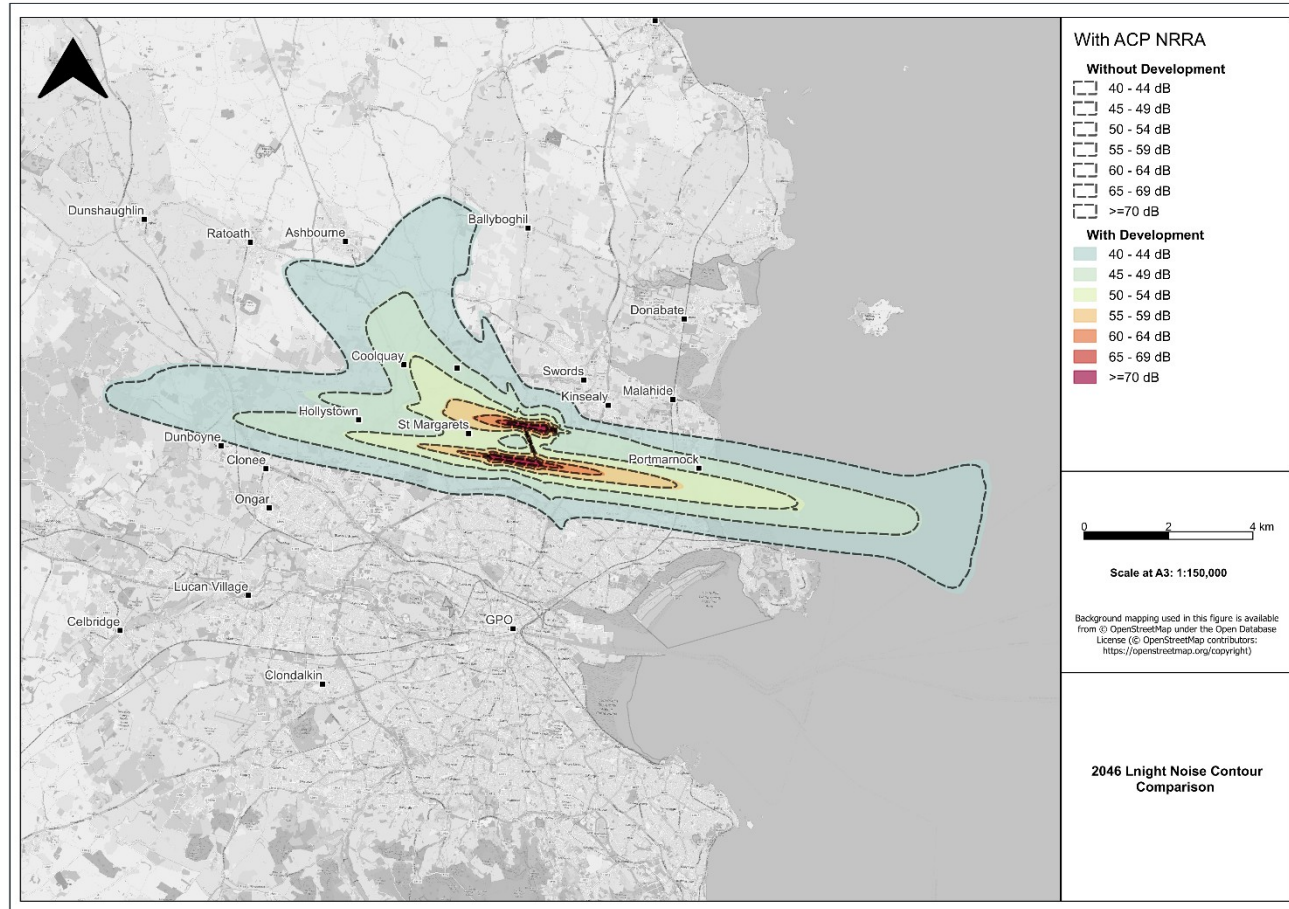 With ACP NRRA
Without Development
40 - 44 dB
45 - 49 dB
50 - 54 dB
55 - 59 dB
60 - 64 dB
65 - 69 dB
>=70 dB
With Development
40 - 44 dB
45 - 49 dB
50 - 54 dB
55 - 59 dB
60 - 64 dB
65 - 69 dB
>=70 dB
0 2 4 km
Scale at A3: 1:150,000
Background mapping used in this figure is available
from © OpenStreetMap under the Open Database
License (© OpenStreetMap contributors:
https://openstreetmap.org/copyright)
2046 Lnight Noise Contour
Comparison
Dunshaughlin
Ratoath
Ashbourne
Ballyboghil
Donabate
Coolquay
Swords
Kinsealy
Malahide
Hollystown
St Margarets
Dunboyne
Clonee
Portmarnock
Ongar
Lucan Village
Celbridge
GPO
Clondalkin